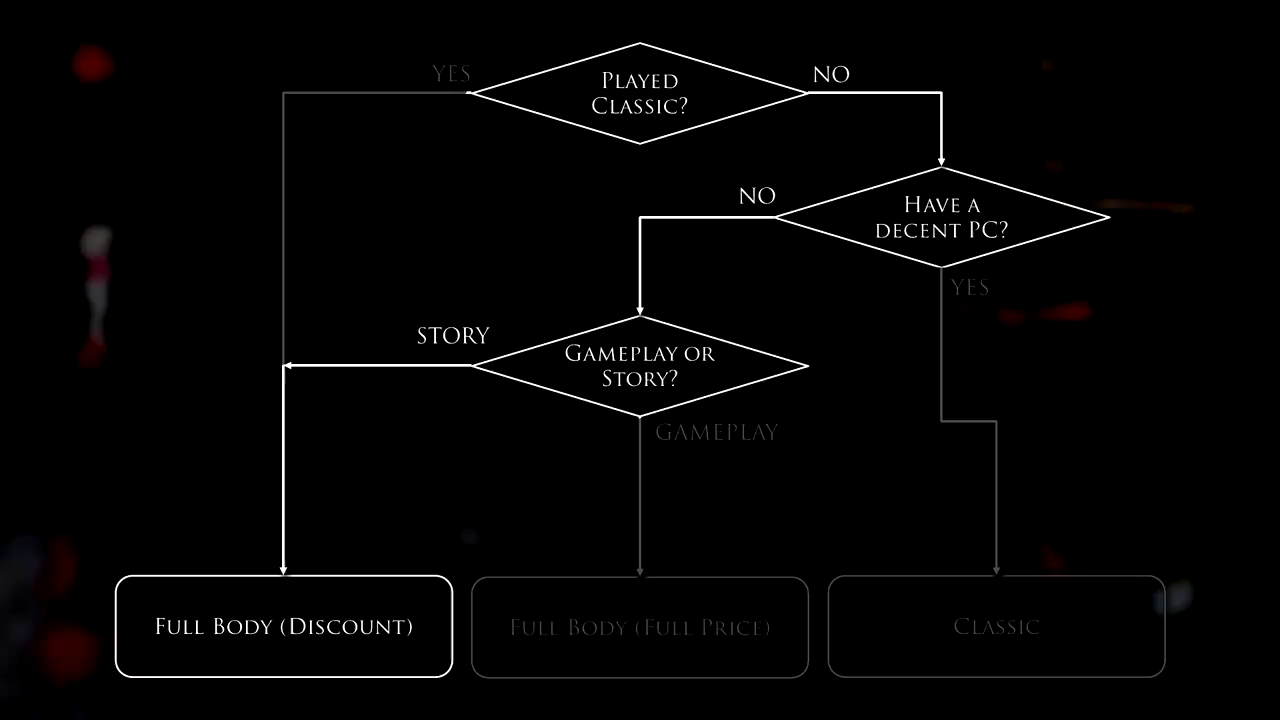 YES
PLAYED
CLASSIC?
NO
NO
HAVE A
DECENT PC?
YES
STORY
GAMEPLAY OR
STORY?
GAMEPLAY
FULL BODY (DISCOUNT)
FULL BODY (FULL PRICE)
CLASSIC